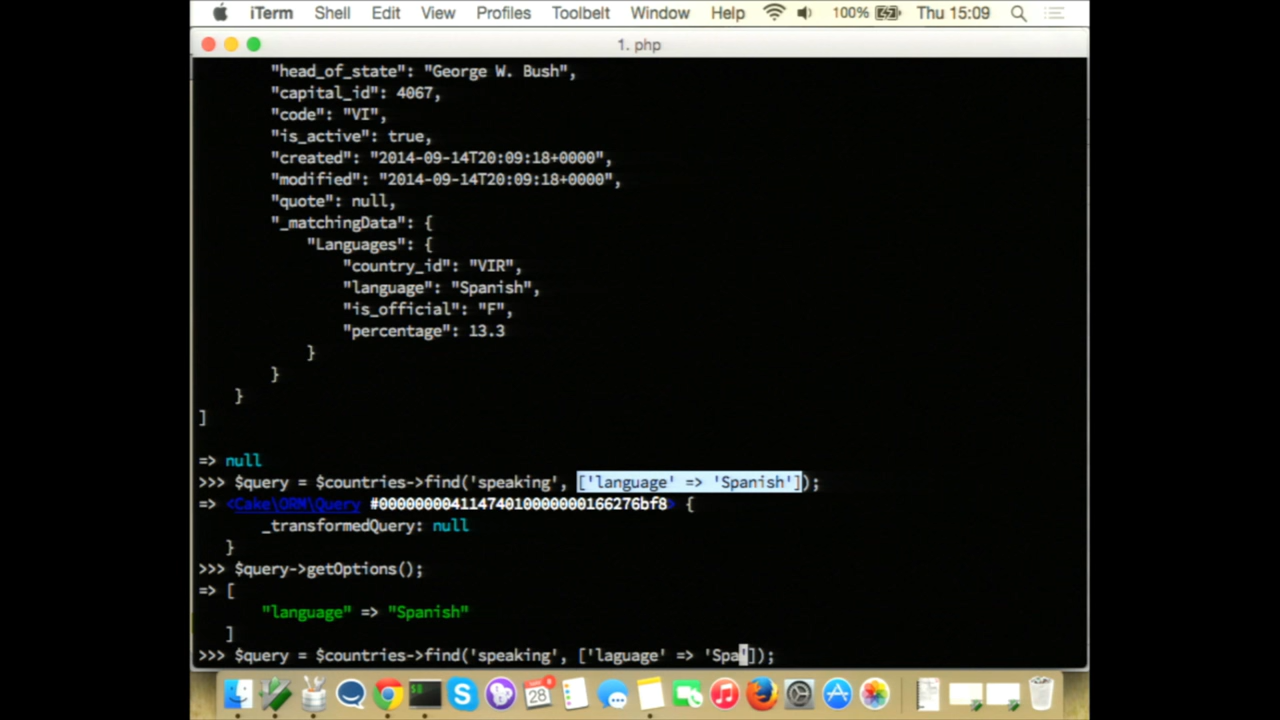 iTerm Shell Edit View Profiles Toolbelt Window Help 100% Thu 15:09
1. php
"head_of_state": "George W. Bush",
"capital_id": 4067,
"code": "VI",
"is_active": true,
"created": "2014-09-14T20:09:18+0000",
"modified": "2014-09-14T20:09:18+0000",
"quote": null,
"_matchingData": {
"Languages": {
"country_id": "VIR",
"language": "Spanish",
"is_official": "F",
"percentage": 13.3
}
}
}
]
=> null
>>> $query = $countries->find('speaking', ['language' => 'Spanish']);
=> <Cake\ORM\Query #000000004114740100000000166276bf8> {
_transformedQuery: null
}
>>> $query->getOptions();
=> [
"language" => "Spanish"
]
>>> $query = $countries->find('speaking', ['laguage' => 'Spa']);
28